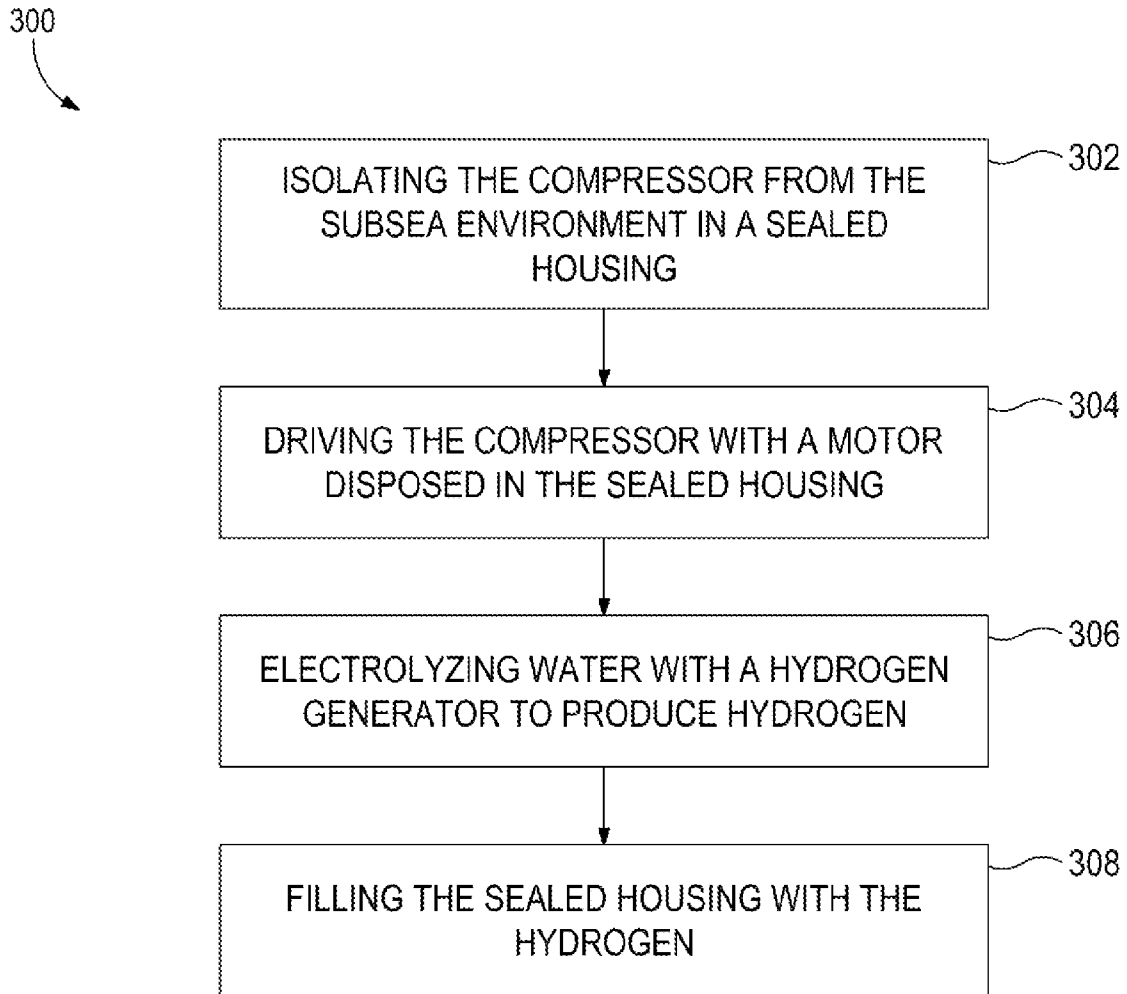 300
ISOLATING THE COMPRESSOR FROM THE
SUBSEA ENVIRONMENT IN A SEALED
HOUSING
302
DRIVING THE COMPRESSOR WITH A MOTOR
DISPOSED IN THE SEALED HOUSING
304
ELECTROLYZING WATER WITH A HYDROGEN
GENERATOR TO PRODUCE HYDROGEN
306
FILLING THE SEALED HOUSING WITH THE
HYDROGEN
308